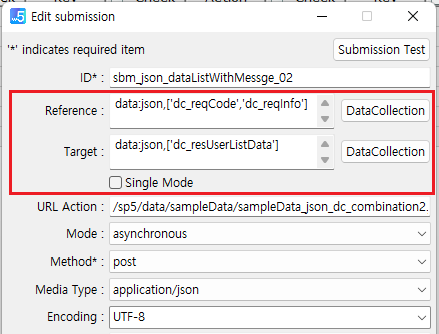 Edit submission
'*' indicates required item
Submission Test
ID* : sbm_json_dataListWithMessge_02
Reference : data:json,['dc_reqCode','dc_reqInfo'] DataCollection
Target : data:json,['dc_resUserListData'] DataCollection
Single Mode
URL Action : /sp5/data/sampleData/sampleData_json_dc_combination2.
Mode : asynchronous
Method* : post
Media Type : application/json
Encoding : UTF-8